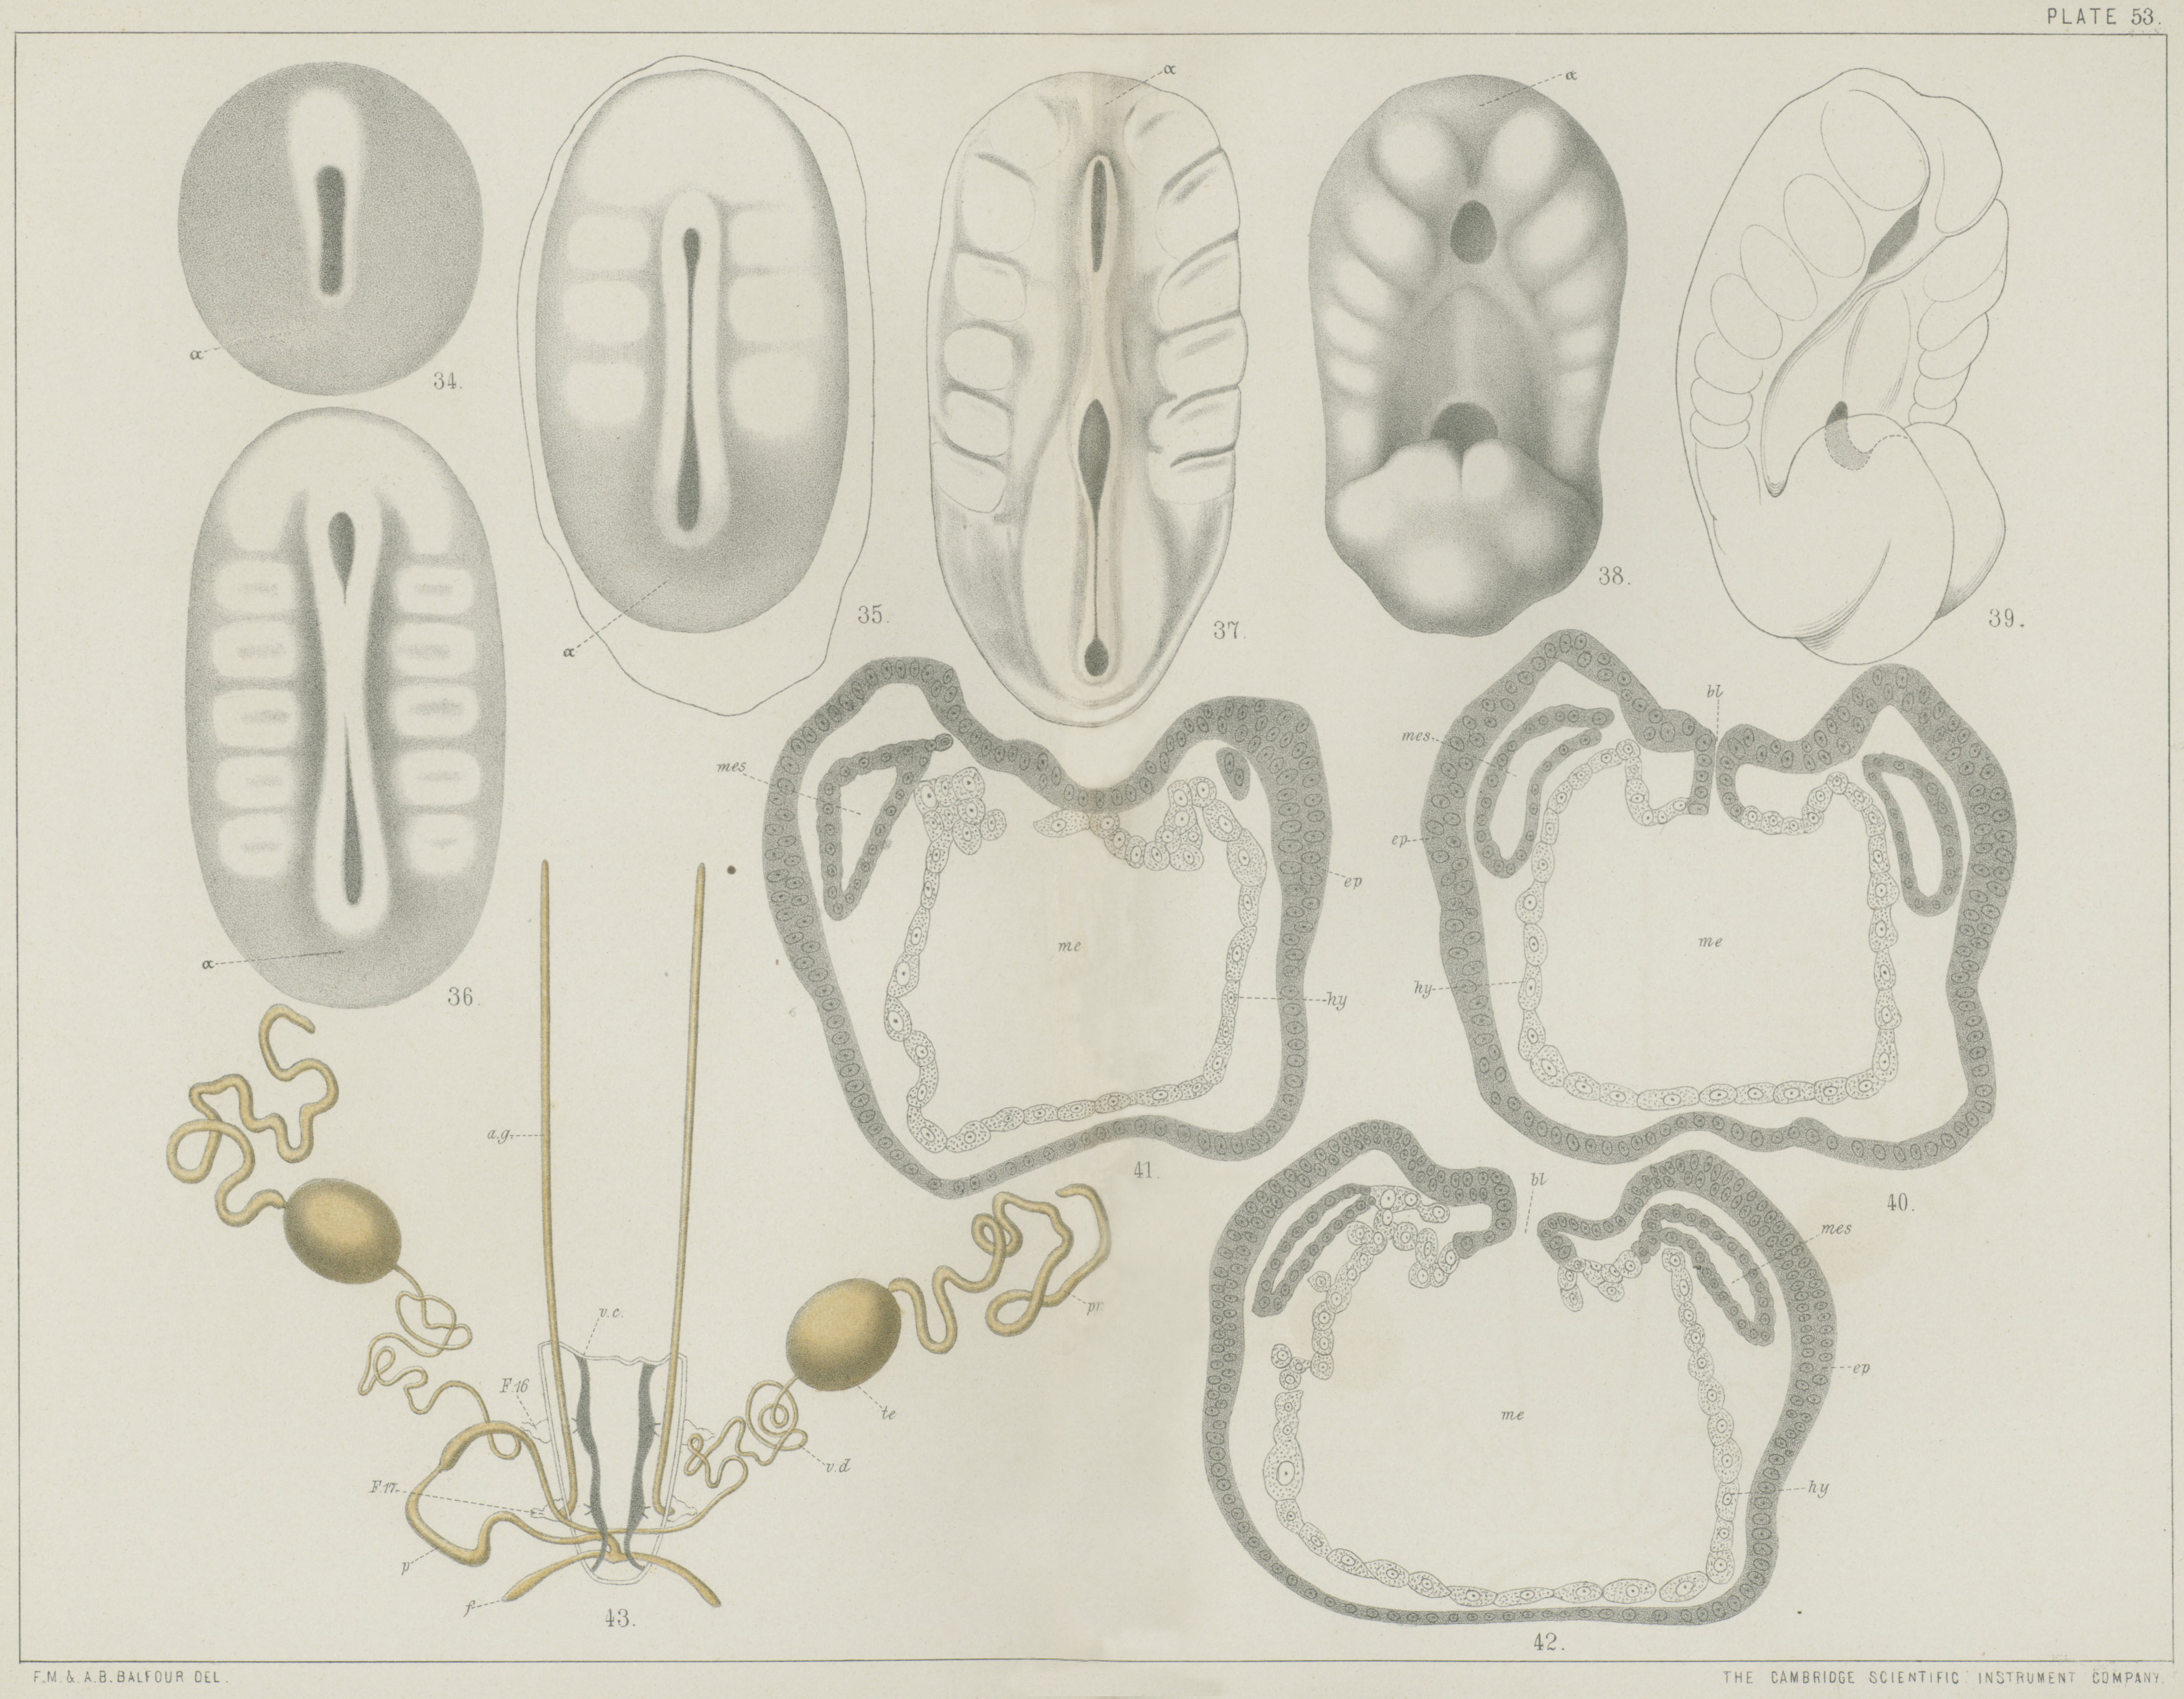 PLATE 53.
α
34.
α
35.
α
37.
α
38.
39.
α
36.
mes
me
ep
hy
41.
bl
mes
ep
me
hy
40.
bl
mes
me
ep
hy
42.
a.g.
v.c.
F.16
F.17.
p
f
pr.
te
v.d
43.
F.M. & A.B. BALFOUR DEL.
THE CAMBRIDGE SCIENTIFIC INSTRUMENT COMPANY.